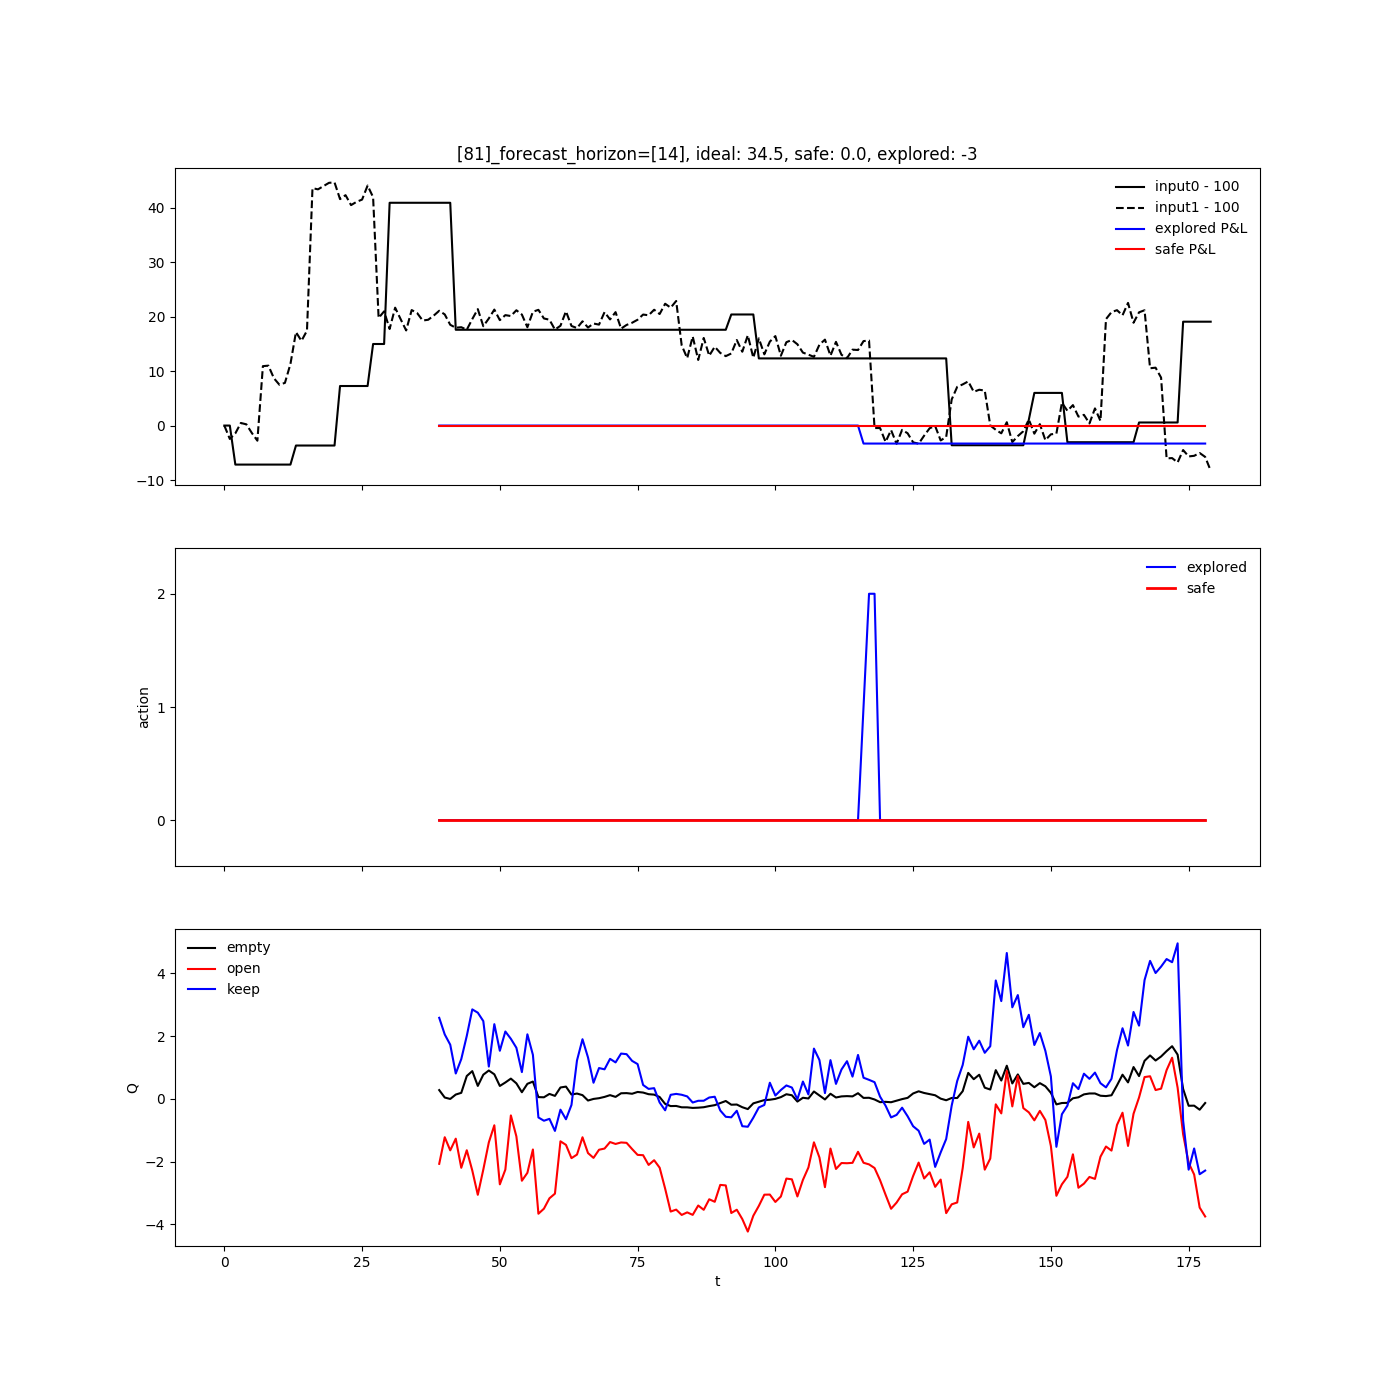 [81]_forecast_horizon=[14], ideal: 34.5, safe: 0.0, explored: -3
40
30
20
10
0
−10
input0 - 100
input1 - 100
explored P&L
safe P&L
2
1
0
action
explored
safe
4
2
0
−2
−4
Q
empty
open
keep
0
25
50
75
100
125
150
175
t